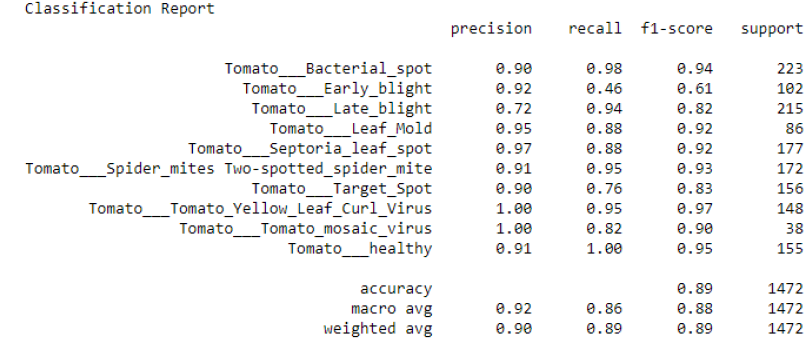 Classification Report
precision recall f1-score support
Tomato___Bacterial_spot 0.90 0.98 0.94 223
Tomato___Early_blight 0.92 0.46 0.61 102
Tomato___Late_blight 0.72 0.94 0.82 215
Tomato___Leaf_Mold 0.95 0.88 0.92 86
Tomato___Septoria_leaf_spot 0.97 0.88 0.92 177
Tomato___Spider_mites Two-spotted_spider_mite 0.91 0.95 0.93 172
Tomato___Target_Spot 0.90 0.76 0.83 156
Tomato___Tomato_Yellow_Leaf_Curl_Virus 1.00 0.95 0.97 148
Tomato___Tomato_mosaic_virus 1.00 0.82 0.90 38
Tomato___healthy 0.91 1.00 0.95 155
accuracy 0.89 1472
macro avg 0.92 0.86 0.88 1472
weighted avg 0.90 0.89 0.89 1472